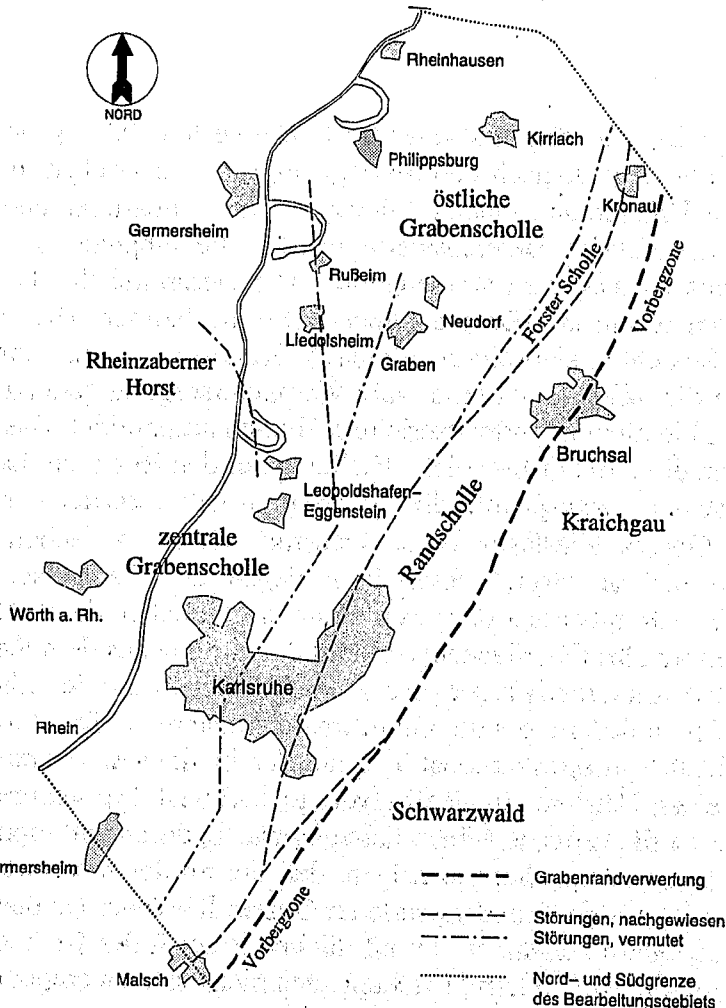 NORD
Rheinhausen
Philippsburg
Kirrlach
Kronau
östliche
Grabenscholle
Germersheim
Rußeim
Liedolsheim
Neudorf
Graben
Forster Scholle
Vorbergzone
Rheinzaberner
Horst
Bruchsal
Leopoldshafen-
Eggenstein
Randscholle
Kraichgau
zentrale
Grabenscholle
Wörth a. Rh.
Karlsruhe
Rhein
Schwarzwald
rmersheim
Vorbergzone
Malsch
Grabenrandverwerfung
Störungen, nachgewiesen
Störungen, vermutet
Nord- und Südgrenze
des Bearbeitungsgebiets